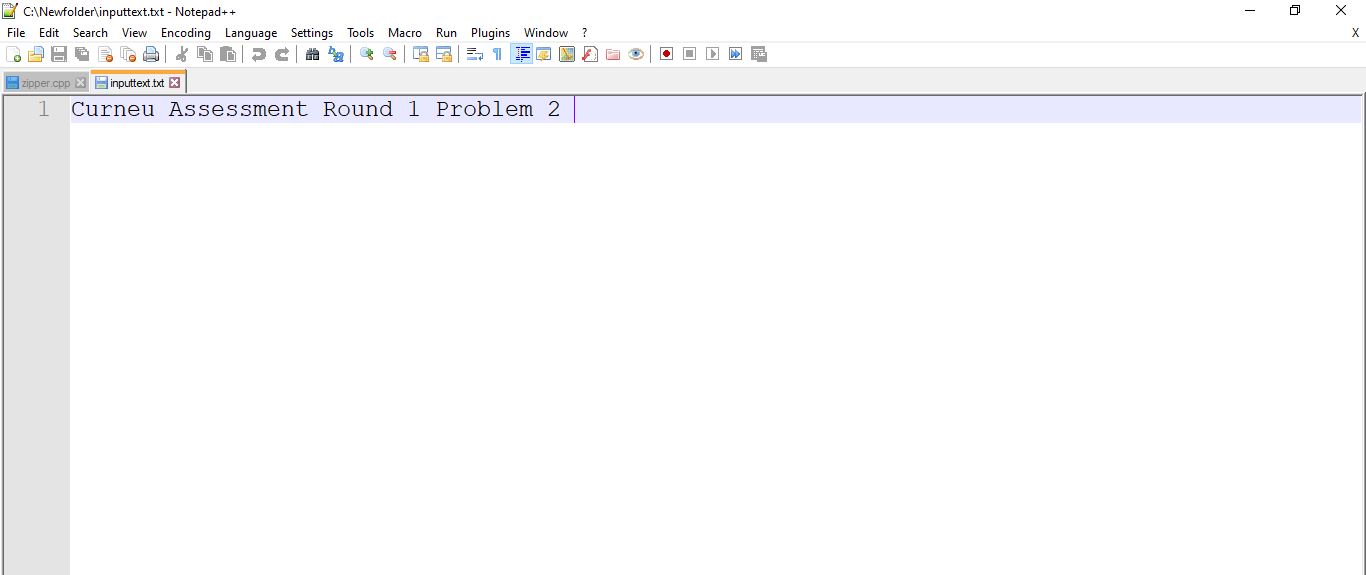 C:\Newfolder\inputtext.txt - Notepad++
File Edit Search View Encoding Language Settings Tools Macro Run Plugins Window ? X
zipper.cpp inputtext.txt
1 Curneu Assessment Round 1 Problem 2